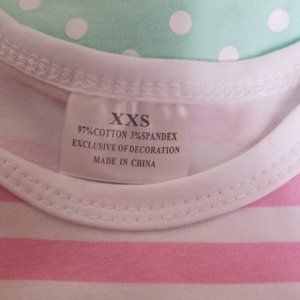 XXS
97%COTTON 3%SPANDEX
EXCLUSIVE OF DECORATION
MADE IN CHINA